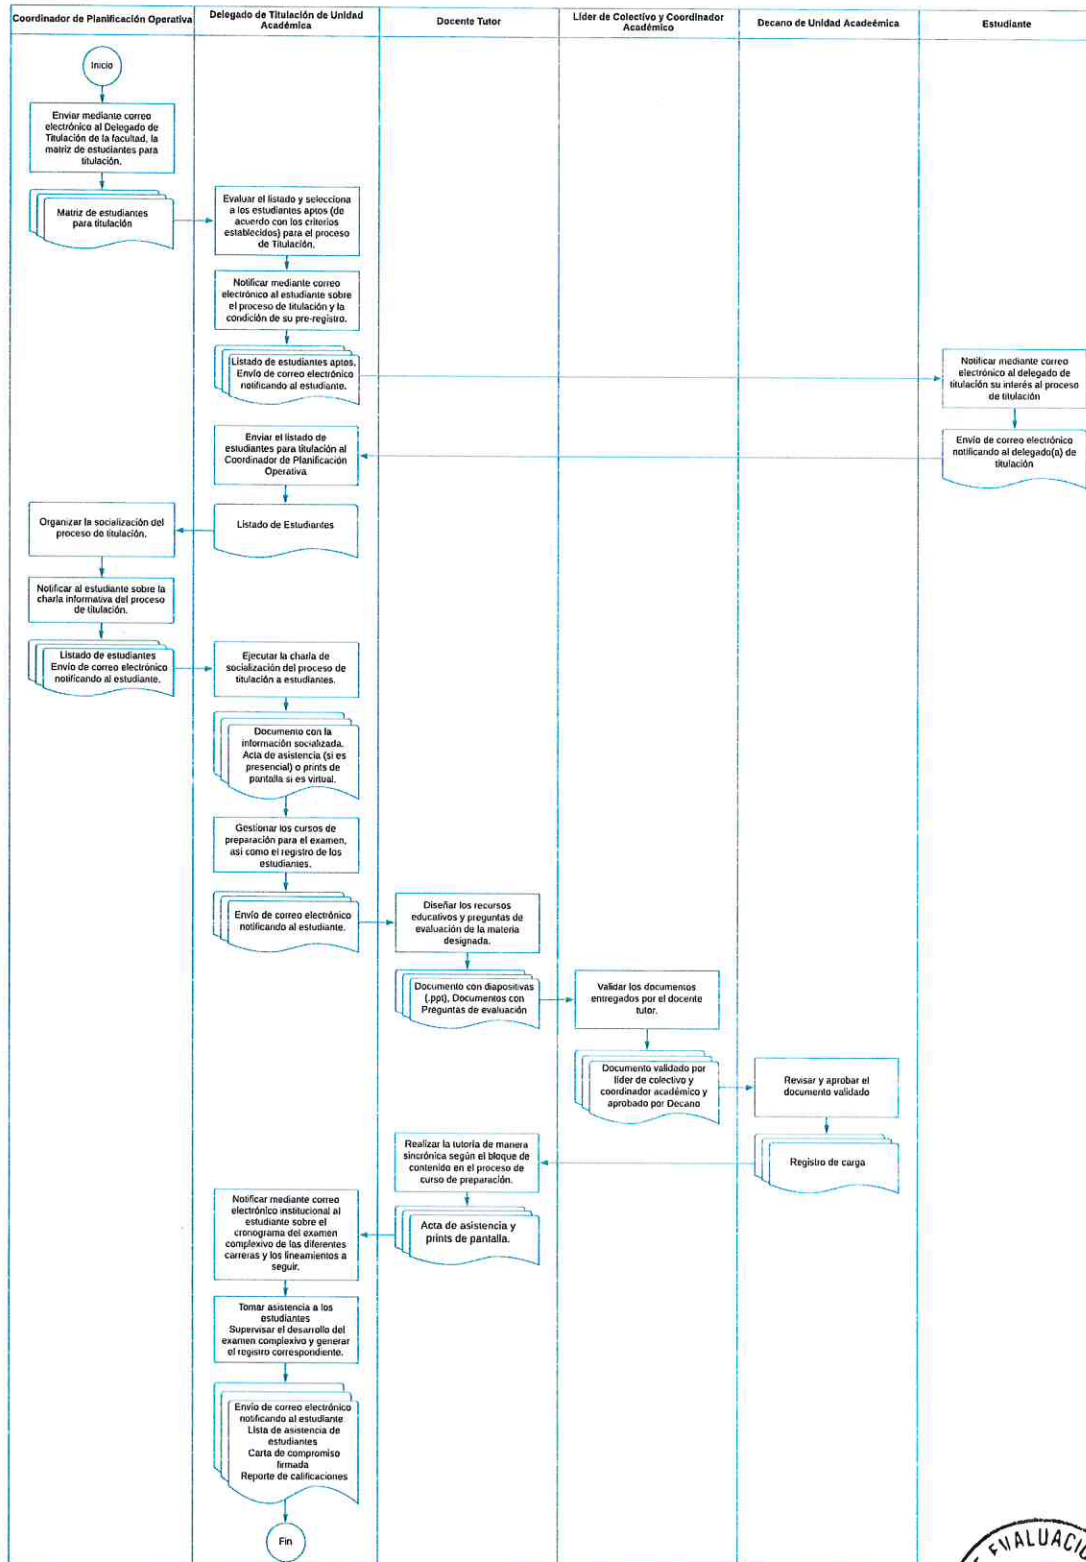 Coordinador de Planificación Operativa
Delegado de Titulación de Unidad
Académica
Docente Tutor
Líder de Colectivo y Coordinador
Académico
Decano de Unidad Acadeémica
Estudiante
Inicio
Enviar mediante correo
electrónico al Delegado de
Titulación de la facultad, la
matriz de estudiantes para
titulación.
Matriz de estudiantes
para titulación
Evaluar el listado y selecciona
a los estudiantes aptos (de
acuerdo con los criterios
establecidos) para el proceso
de Titulación.
Notificar mediante correo
electrónico al estudiante sobre
el proceso de titulación y la
condición de su pre-registro.
Listado de estudiantes aptos.
Envío de correo electrónico
notificando al estudiante.
Notificar mediante correo
electrónico al delegado de
titulación su interés al proceso
de titulación
Envío de correo electrónico
notificando al delegado(a) de
titulación
Enviar el listado de
estudiantes para titulación al
Coordinador de Planificación
Operativa
Listado de Estudiantes
Organizar la socialización del
proceso de titulación.
Notificar al estudiante sobre la
charla informativa del proceso
de titulación.
Listado de estudiantes
Envío de correo electrónico
notificando al estudiante.
Ejecutar la charla de
socialización del proceso de
titulación a estudiantes.
Documento con la
información socializada.
Acta de asistencia (si es
presencial) o prints de
pantalla si es virtual.
Gestionar los cursos de
preparación para el examen,
así como el registro de los
estudiantes.
Envío de correo electrónico
notificando al estudiante.
Diseñar los recursos
educativos y preguntas de
evaluación de la materia
designada.
Documento con diapositivas
(.ppt), Documentos con
Preguntas de evaluación
Validar los documentos
entregados por el docente
tutor.
Documento validado por
líder de colectivo y
coordinador académico y
aprobado por Decano
Revisar y aprobar el
documento validado
Registro de carga
Realizar la tutoría de manera
sincrónica según el bloque de
contenido en el proceso de
curso de preparación.
Acta de asistencia y
prints de pantalla.
Notificar mediante correo
electrónico institucional al
estudiante sobre el
cronograma del examen
complexivo de las diferentes
carreras y los lineamientos a
seguir.
Tomar asistencia a los
estudiantes
Supervisar el desarrollo del
examen complexivo y generar
el registro correspondiente.
Envío de correo electrónico
notificando al estudiante
Lista de asistencia de
estudiantes
Carta de compromiso
firmada
Reporte de calificaciones
Fin